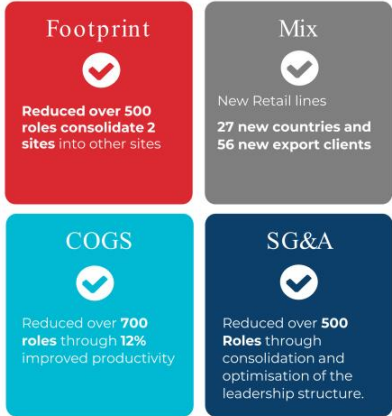 Footprint
Reduced over 500
roles consolidate 2
sites into other sites
Mix
New Retail lines
27 new countries and
56 new export clients
COGS
Reduced over 700
roles through 12%
improved productivity
SG&A
Reduced over 500
Roles through
consolidation and
optimisation of the
leadership structure.